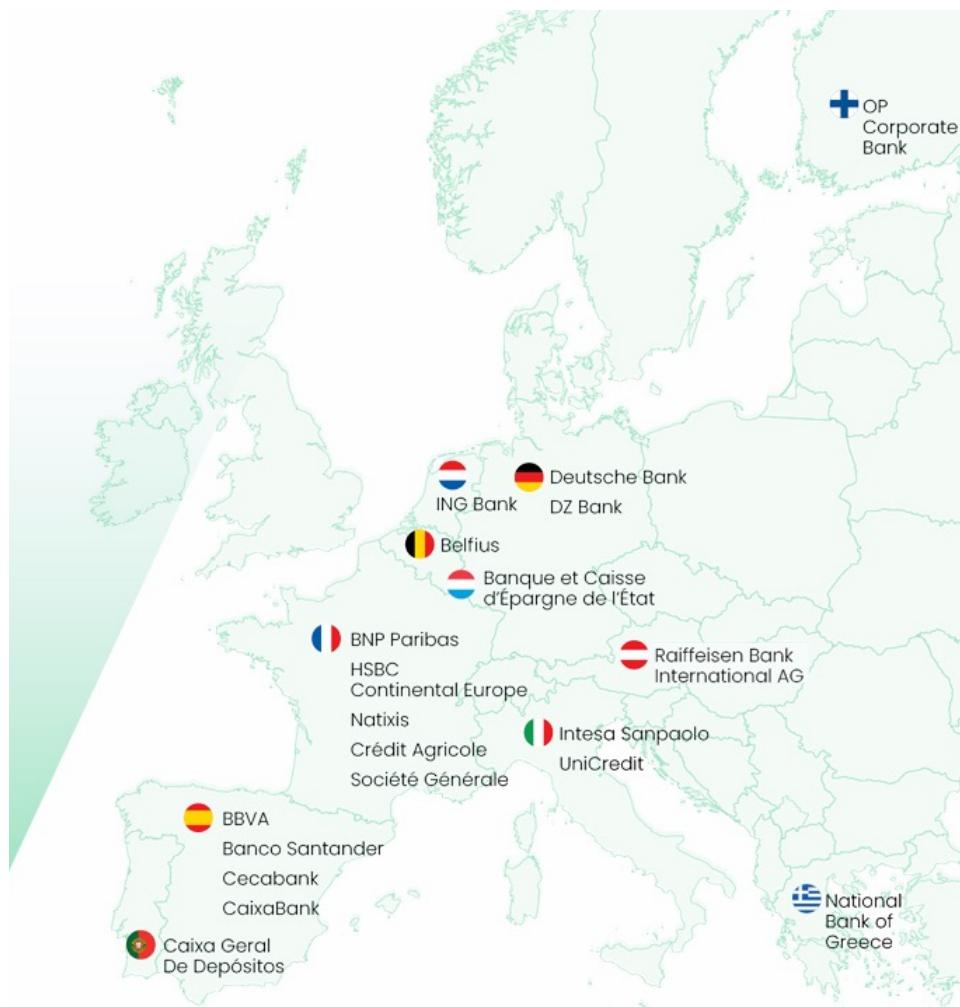 OP
Corporate
Bank
ING Bank
Deutsche Bank
DZ Bank
Belfius
Banque et Caisse
d'Épargne de l'État
BNP Paribas
HSBC
Continental Europe
Natixis
Crédit Agricole
Société Générale
Raiffeisen Bank
International AG
Intesa Sanpaolo
UniCredit
BBVA
Banco Santander
Cecabank
CaixaBank
Caixa Geral
De Depósitos
National
Bank of
Greece